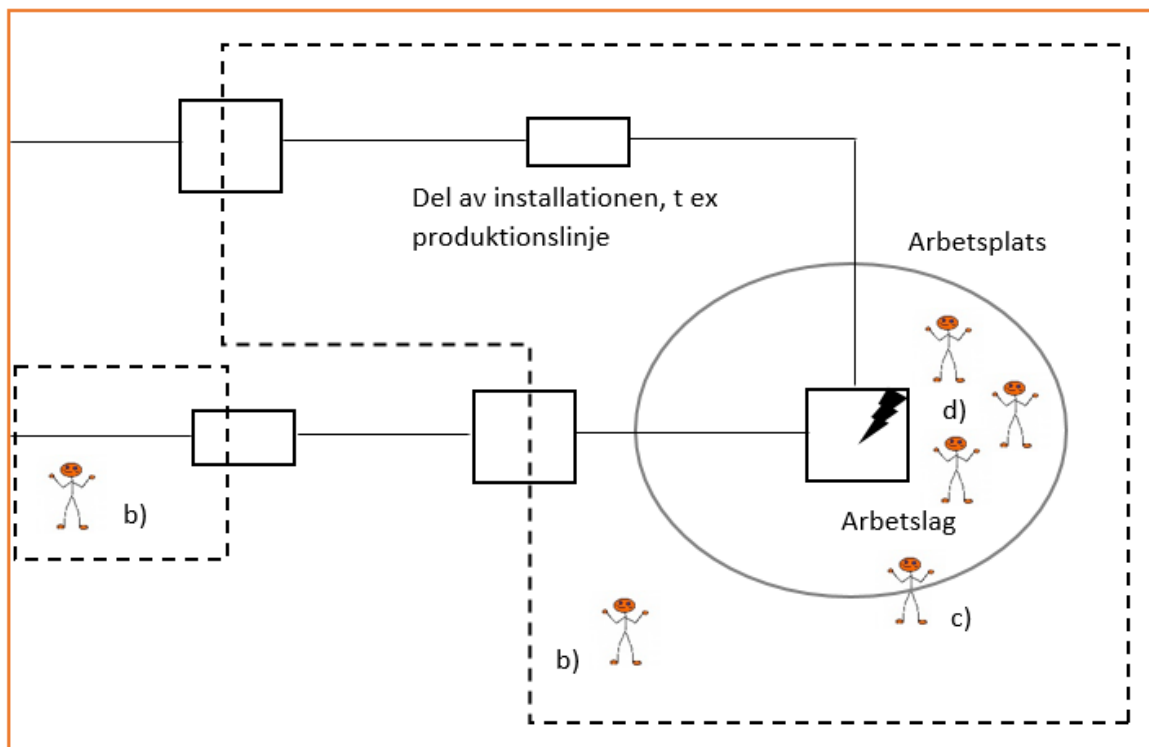 Del av installationen, t ex
produktionslinje
Arbetsplats
d)
b)
Arbetslag
c)
b)